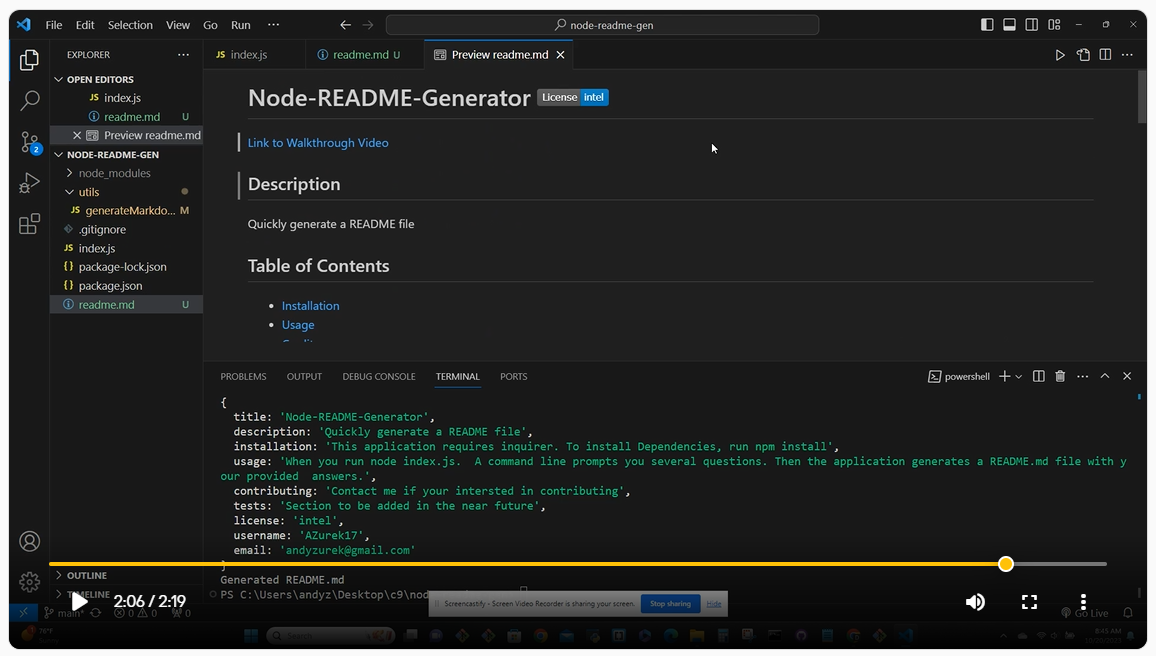 File Edit Selection View Go Run ··· node-readme-gen
EXPLORER ···
OPEN EDITORS
JS index.js
readme.md U
Preview readme.md
NODE-README-GEN
node_modules
utils
JS generateMarkdo... M
.gitignore
JS index.js
{} package-lock.json
{} package.json
readme.md U
OUTLINE
TIMELINE
JS index.js readme.md U Preview readme.md
Node-README-Generator License intel
Link to Walkthrough Video
Description
Quickly generate a README file
Table of Contents
• Installation
• Usage
PROBLEMS OUTPUT DEBUG CONSOLE TERMINAL PORTS powershell
{
title: 'Node-README-Generator',
description: 'Quickly generate a README file',
installation: 'This application requires inquirer. To install Dependencies, run npm install',
usage: 'When you run node index.js.  A command line prompts you several questions. Then the application generates a README.md file with y
our provided  answers.',
contributing: 'Contact me if your intersted in contributing',
tests: 'Section to be added in the near future',
license: 'intel',
username: 'AZurek17',
email: 'andyzurek@gmail.com'
}
Generated README.md
PS C:\Users\andyz\Desktop\c9\nod
2
2:06 / 2:19
main* 0 0 0
Screencastify - Screen Video Recorder is sharing your screen. Stop sharing Hide
Go Live
70°F
Search
8:45 AM